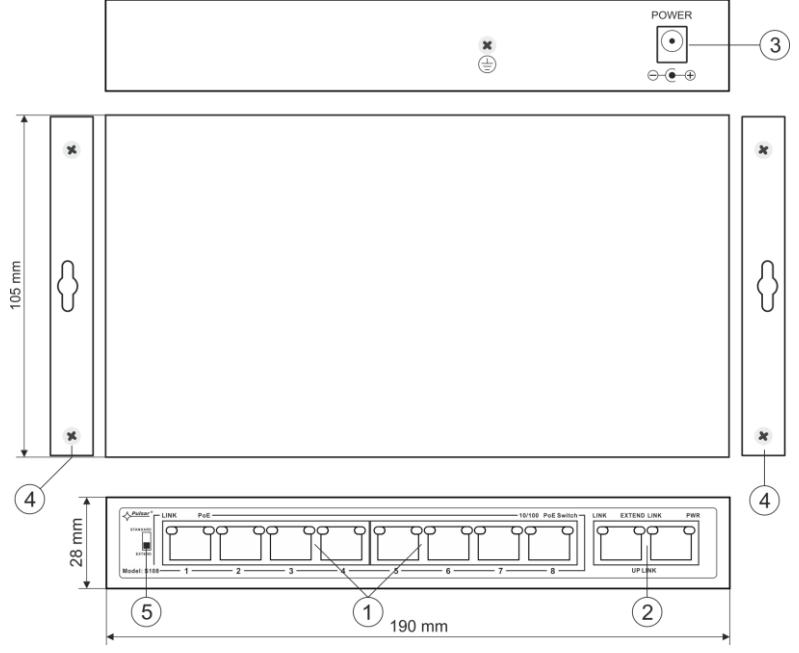 POWER
3
105 mm
4
4
28 mm
Pulsar®
LINK PoE 10/100 PoE Switch LINK EXTEND LINK PWR
STANDARD
EXTEND
Model: S108 1 2 3 4 5 6 7 8 UP LINK
5
1
2
190 mm